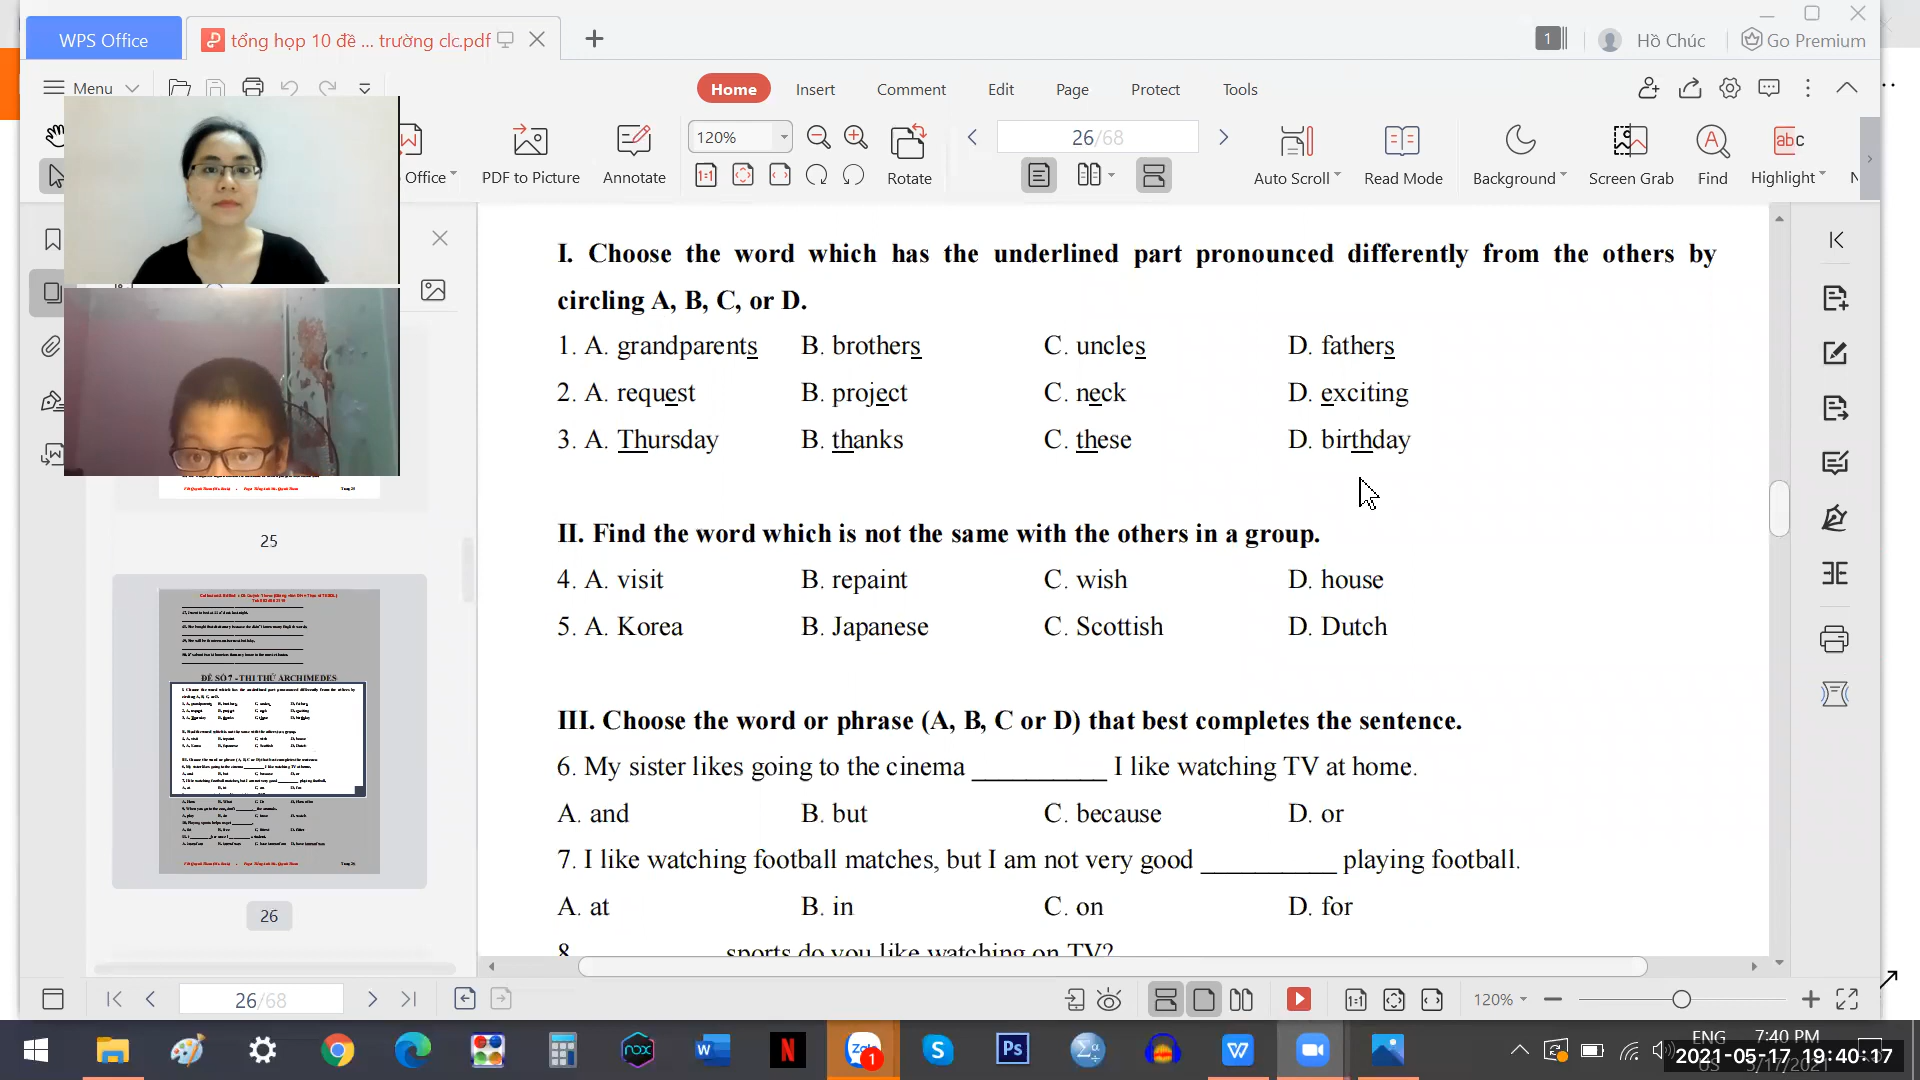 WPS Office
tổng hợp 10 đề ... trường clc.pdf
1
Hồ Chúc
Go Premium
Menu
Home
Insert
Comment
Edit
Page
Protect
Tools
120%
26/68
Office
PDF to Picture
Annotate
Rotate
Auto Scroll
Read Mode
Background
Screen Grab
Find
Highlight
I. Choose the word which has the underlined part pronounced differently from the others by
circling A, B, C, or D.
1. A. grandparents B. brothers C. uncles D. fathers
2. A. request B. project C. neck D. exciting
3. A. Thursday B. thanks C. these D. birthday
II. Find the word which is not the same with the others in a group.
4. A. visit B. repaint C. wish D. house
5. A. Korea B. Japanese C. Scottish D. Dutch
III. Choose the word or phrase (A, B, C or D) that best completes the sentence.
6. My sister likes going to the cinema __________ I like watching TV at home.
A. and B. but C. because D. or
7. I like watching football matches, but I am not very good __________ playing football.
A. at B. in C. on D. for
8. __________ sports do you like watching on TV?
25
ĐỀ SỐ 7 - THI THỬ ARCHIMEDES
26
26/68
120%
ENG
7:40 PM
2021-05-17 19:40:17